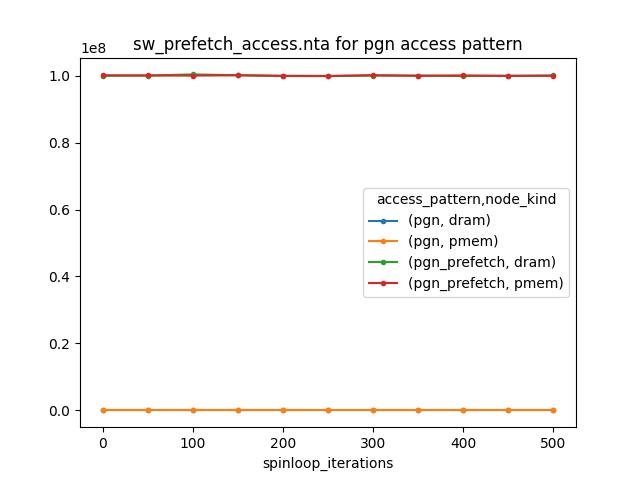 sw_prefetch_access.nta for pgn access pattern
1e8
1.0
0.8
0.6
0.4
0.2
0.0
access_pattern,node_kind
(pgn, dram)
(pgn, pmem)
(pgn_prefetch, dram)
(pgn_prefetch, pmem)
0 100 200 300 400 500
spinloop_iterations